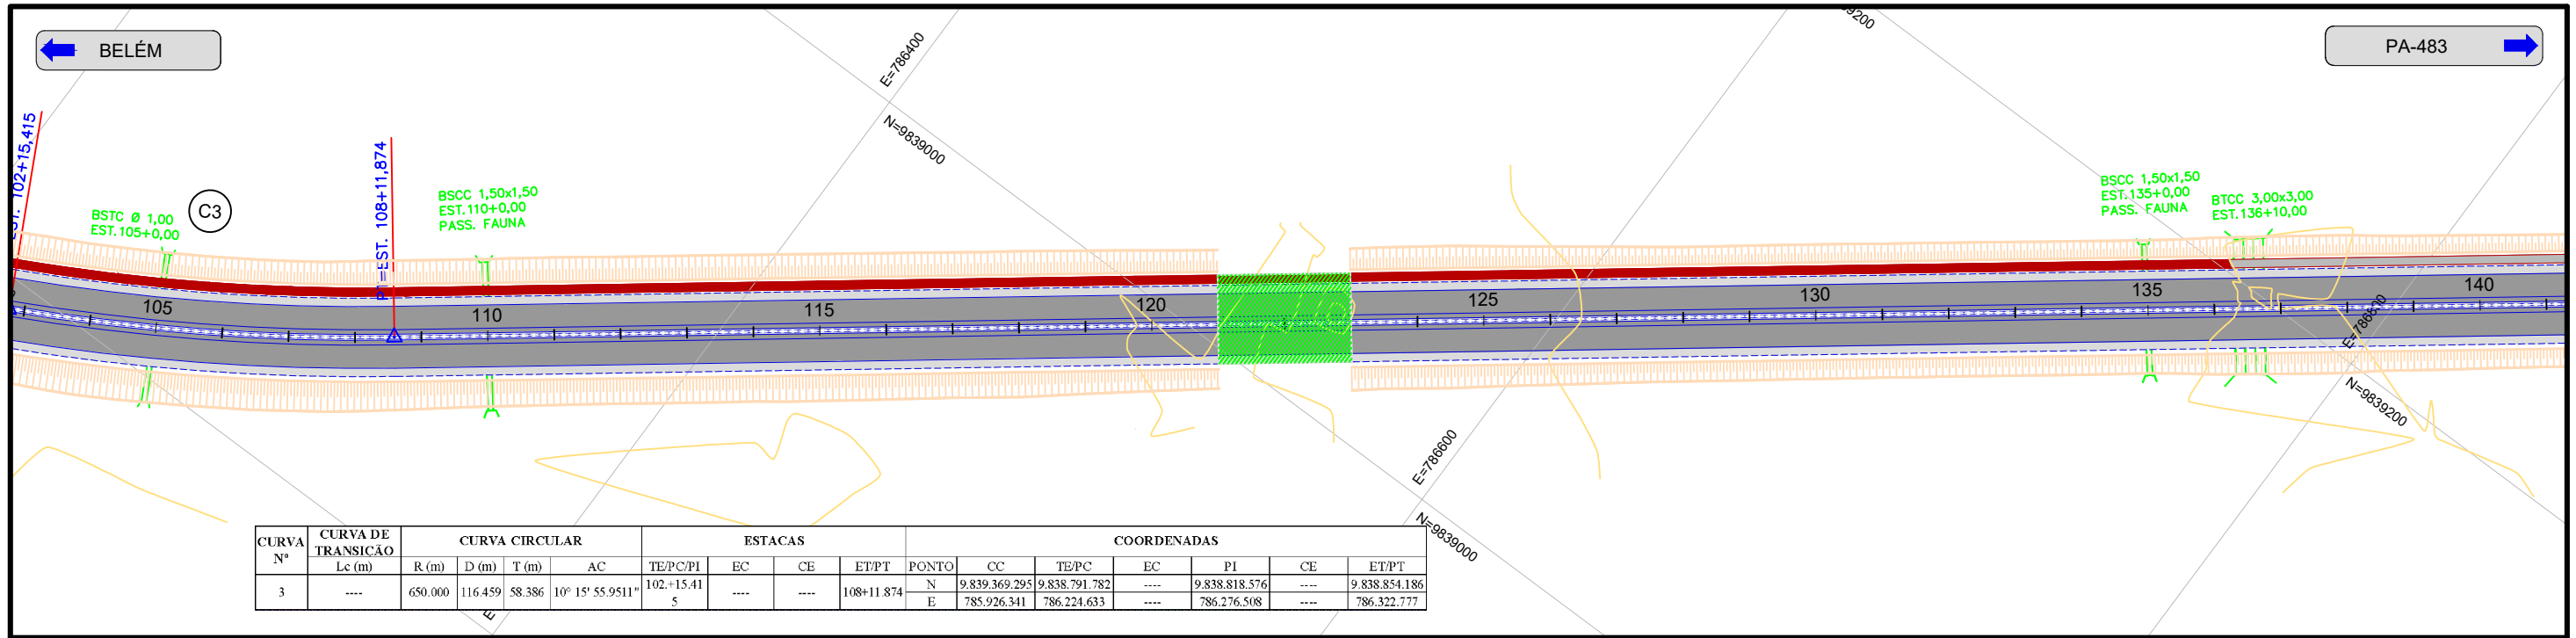 BELÉM
PA-483
E=786400
N=9839000
EST. 102+15,415
PT=EST. 108+11,874
BSTC Ø 1,00
EST.105+0,00
C3
BSCC 1,50x1,50
EST.110+0,00
PASS. FAUNA
BSCC 1,50x1,50
EST.135+0,00
PASS. FAUNA
BTCC 3,00x3,00
EST.136+10,00
105
110
115
120
125
130
135
140
E=786800
N=9839200
E=786600
N=9839000
CURVA Nº CURVA DE TRANSIÇÃO CURVA CIRCULAR ESTACAS COORDENADAS
Lc (m) R (m) D (m) T (m) AC TE/PC/PI EC CE ET/PT PONTO CC TE/PC EC PI CE ET/PT
3 ---- 650.000 116.459 58.386 10° 15' 55.9511" 102.+15.415 ---- ---- 108+11.874 N 9.839.369.295 9.838.791.782 ---- 9.838.818.576 ---- 9.838.854.186
E 785.926.341 786.224.633 ---- 786.276.508 ---- 786.322.777